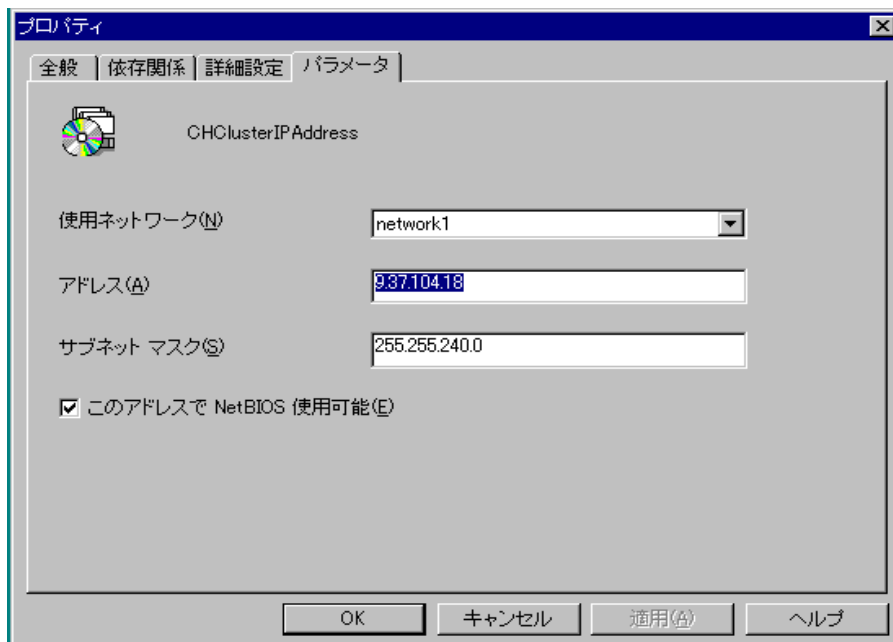 プロパティ
全般 依存関係 詳細設定 パラメータ
CHClusterIPAddress
使用ネットワーク(N) network1
アドレス(A) 9.37.104.18
サブネット マスク(S) 255.255.240.0
このアドレスで NetBIOS 使用可能(E)
OK キャンセル 適用(A) ヘルプ